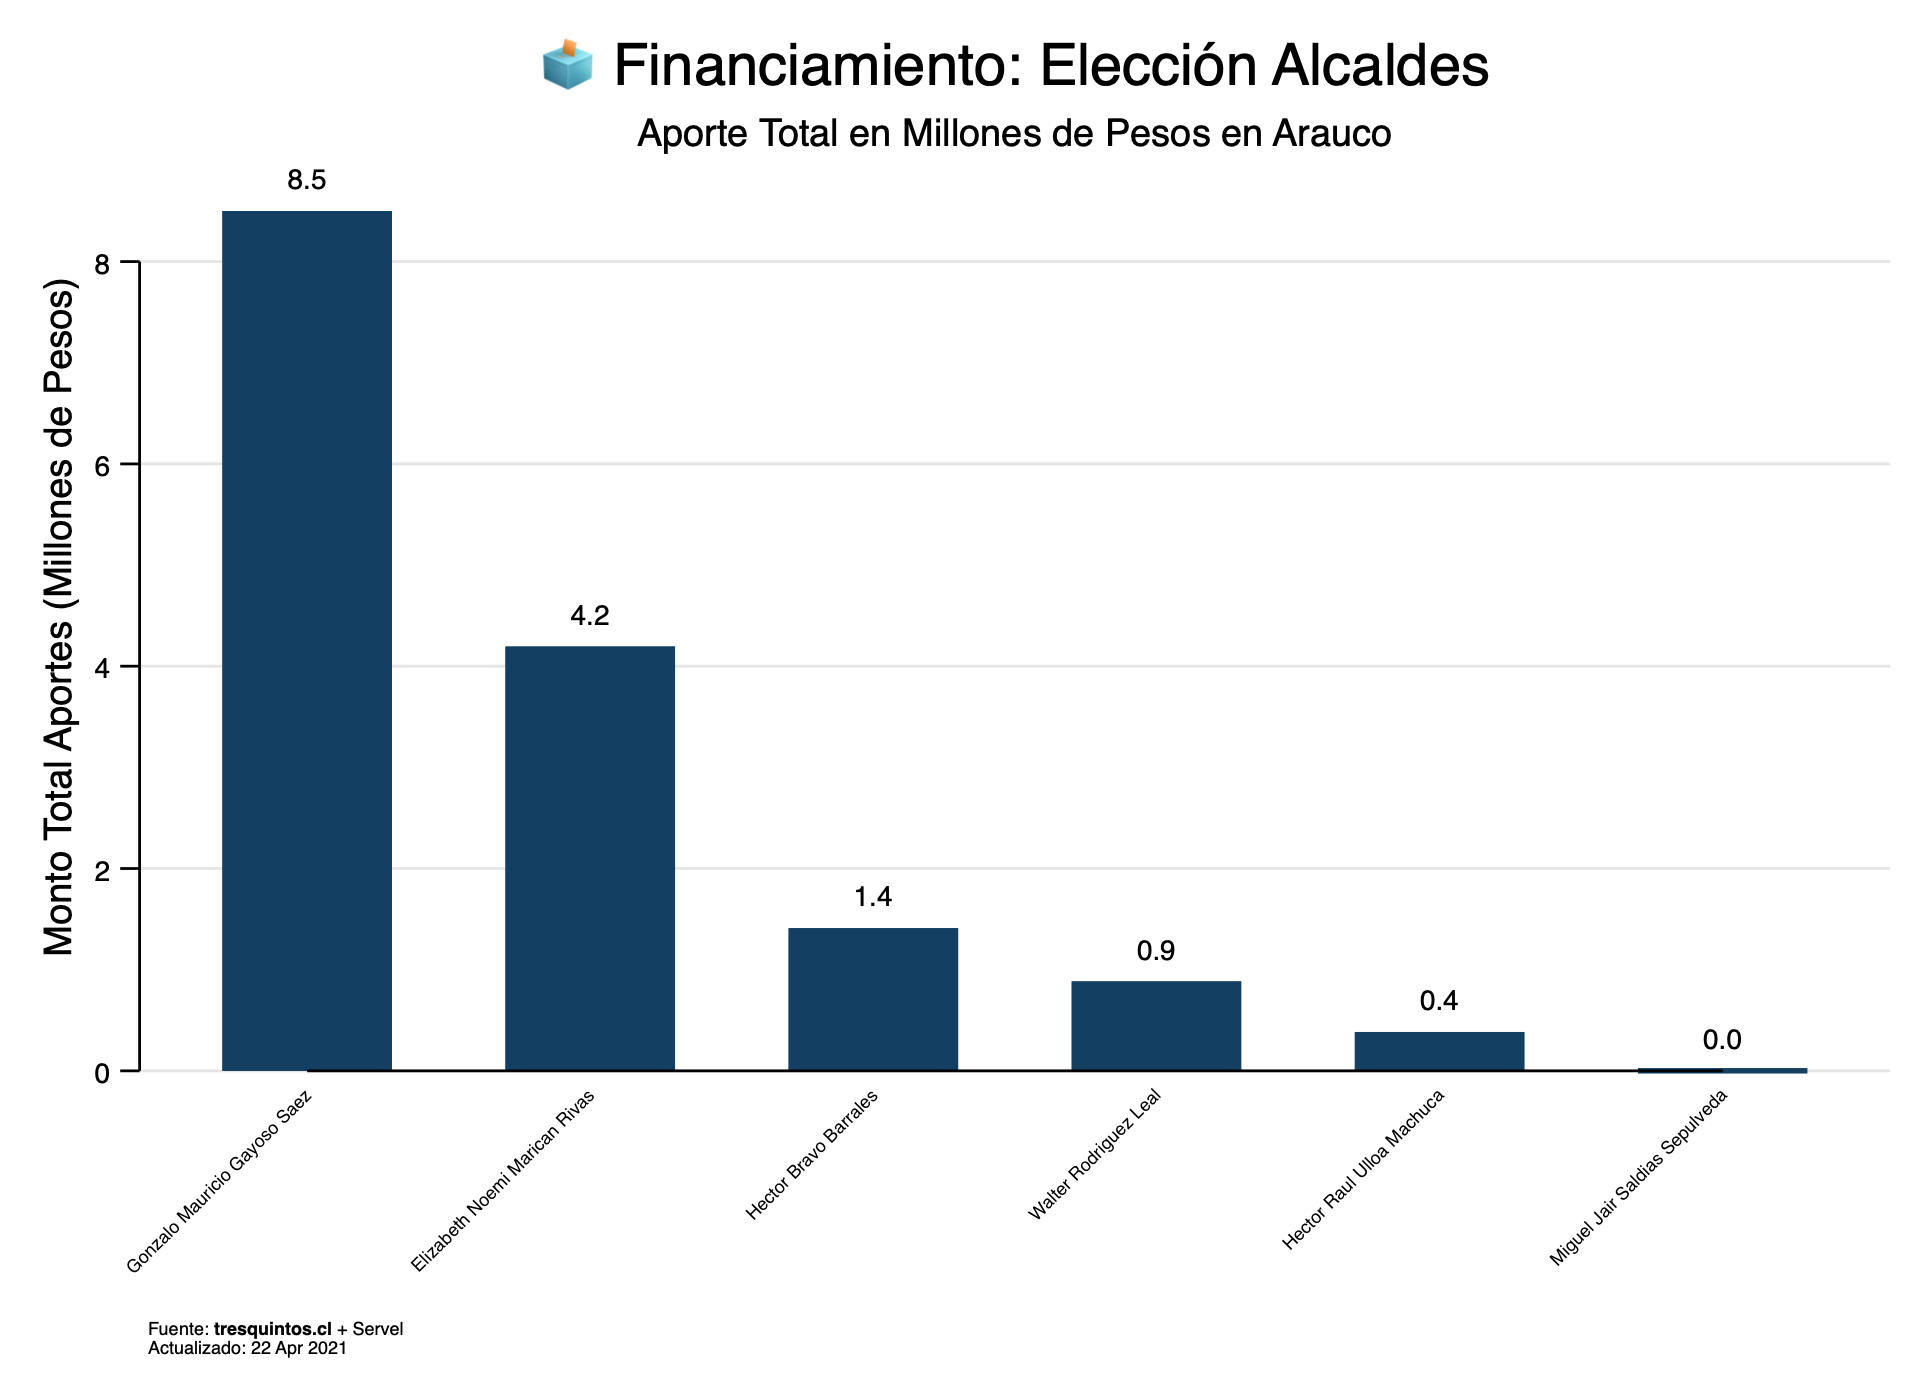 Financiamiento: Elección Alcaldes
Aporte Total en Millones de Pesos en Arauco
Monto Total Aportes (Millones de Pesos)
8
6
4
2
0
8.5
4.2
1.4
0.9
0.4
0.0
Gonzalo Mauricio Gayoso Saez
Elizabeth Noemi Marican Rivas
Hector Bravo Barrales
Walter Rodriguez Leal
Hector Raul Ulloa Machuca
Miguel Jair Saldias Sepulveda
Fuente: tresquintos.cl + Servel
Actualizado: 22 Apr 2021